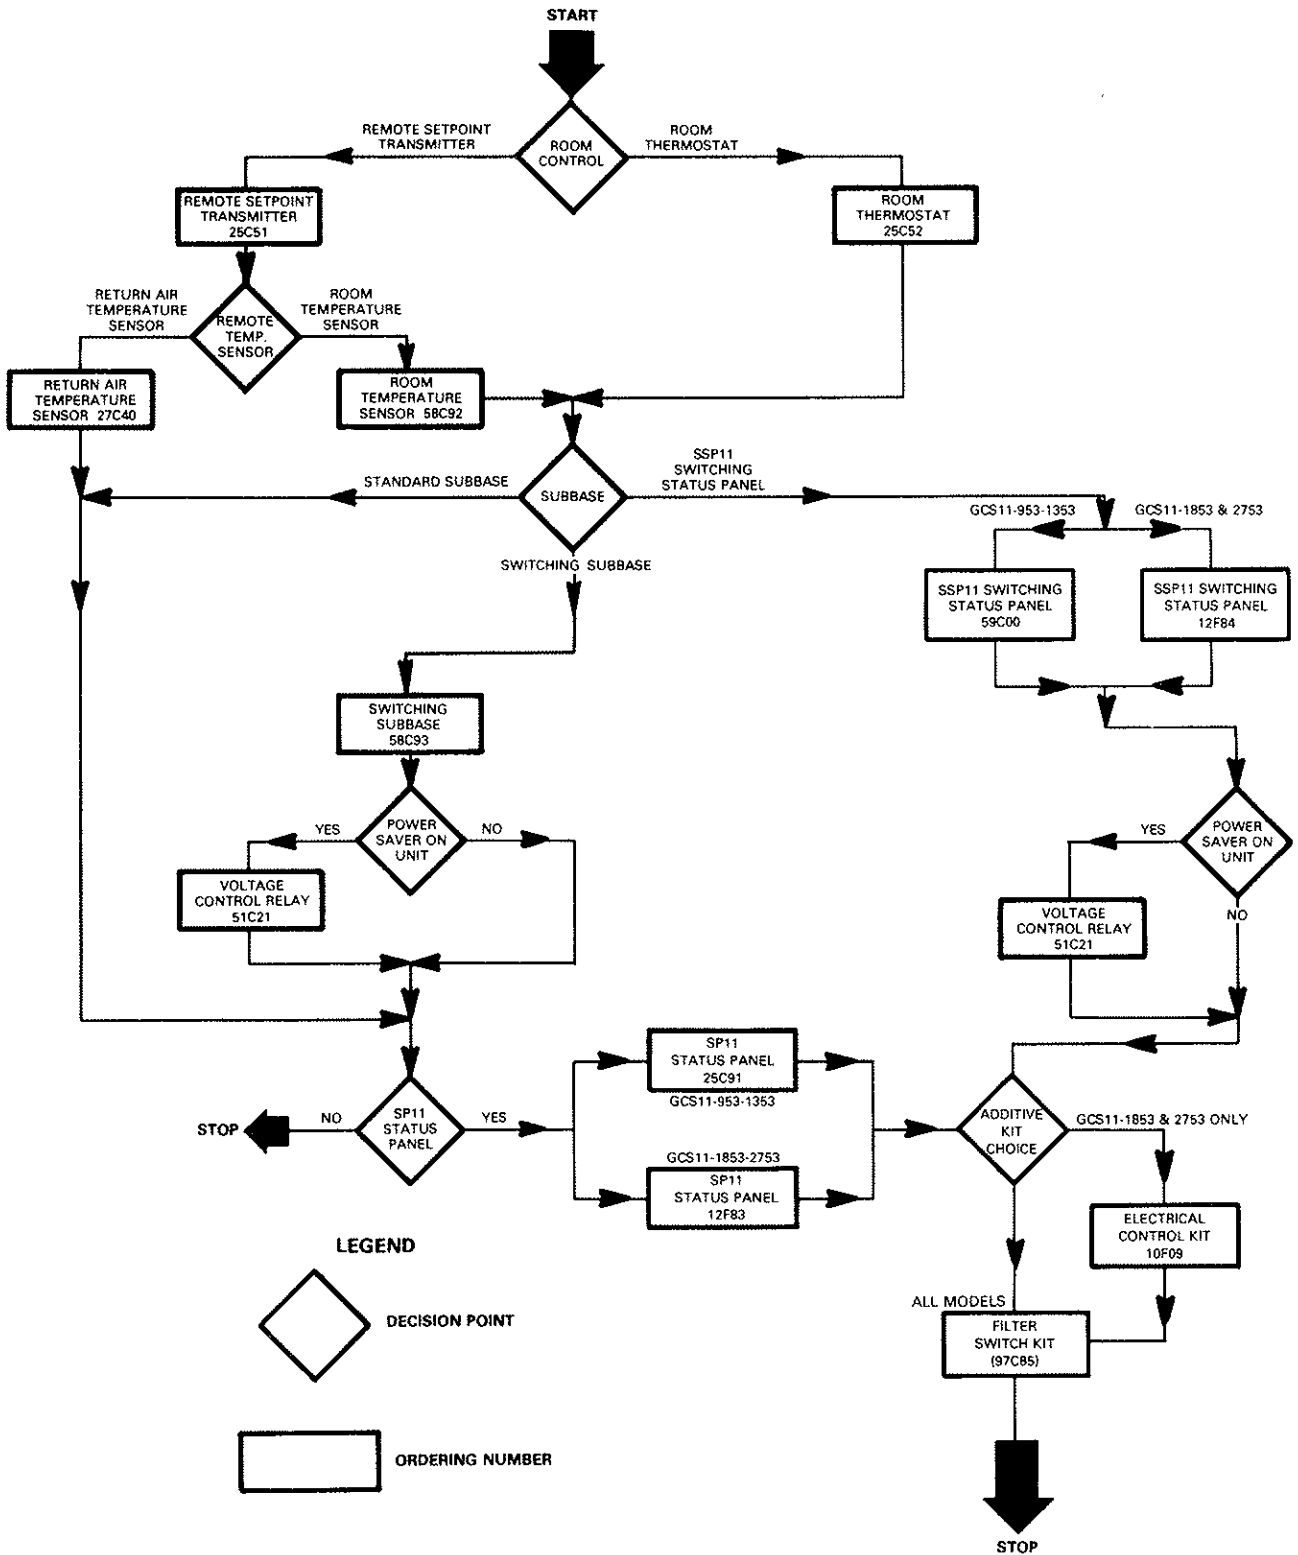 START
REMOTE SETPOINT
TRANSMITTER
ROOM
CONTROL
ROOM
THERMOSTAT
REMOTE SETPOINT
TRANSMITTER
25C51
ROOM
THERMOSTAT
25C52
RETURN AIR
TEMPERATURE
SENSOR
REMOTE
TEMP.
SENSOR
ROOM
TEMPERATURE
SENSOR
RETURN AIR
TEMPERATURE
SENSOR 27C40
ROOM
TEMPERATURE
SENSOR 58C92
STANDARD SUBBASE
SUBBASE
SSP11
SWITCHING
STATUS PANEL
SWITCHING SUBBASE
GCS11-953-1353
GCS11-1853 & 2753
SSP11 SWITCHING
STATUS PANEL
59C00
SSP11 SWITCHING
STATUS PANEL
12F84
SWITCHING
SUBBASE
58C93
YES
POWER
SAVER ON
UNIT
NO
VOLTAGE
CONTROL RELAY
51C21
YES
POWER
SAVER ON
UNIT
NO
VOLTAGE
CONTROL RELAY
51C21
STOP
NO
SP11
STATUS
PANEL
YES
SP11
STATUS PANEL
25C91
GCS11-953-1353
GCS11-1853-2753
SP11
STATUS PANEL
12F83
ADDITIVE
KIT
CHOICE
GCS11-1853 & 2753 ONLY
ELECTRICAL
CONTROL KIT
10F09
ALL MODELS
FILTER
SWITCH KIT
(97C85)
STOP
LEGEND
DECISION POINT
ORDERING NUMBER